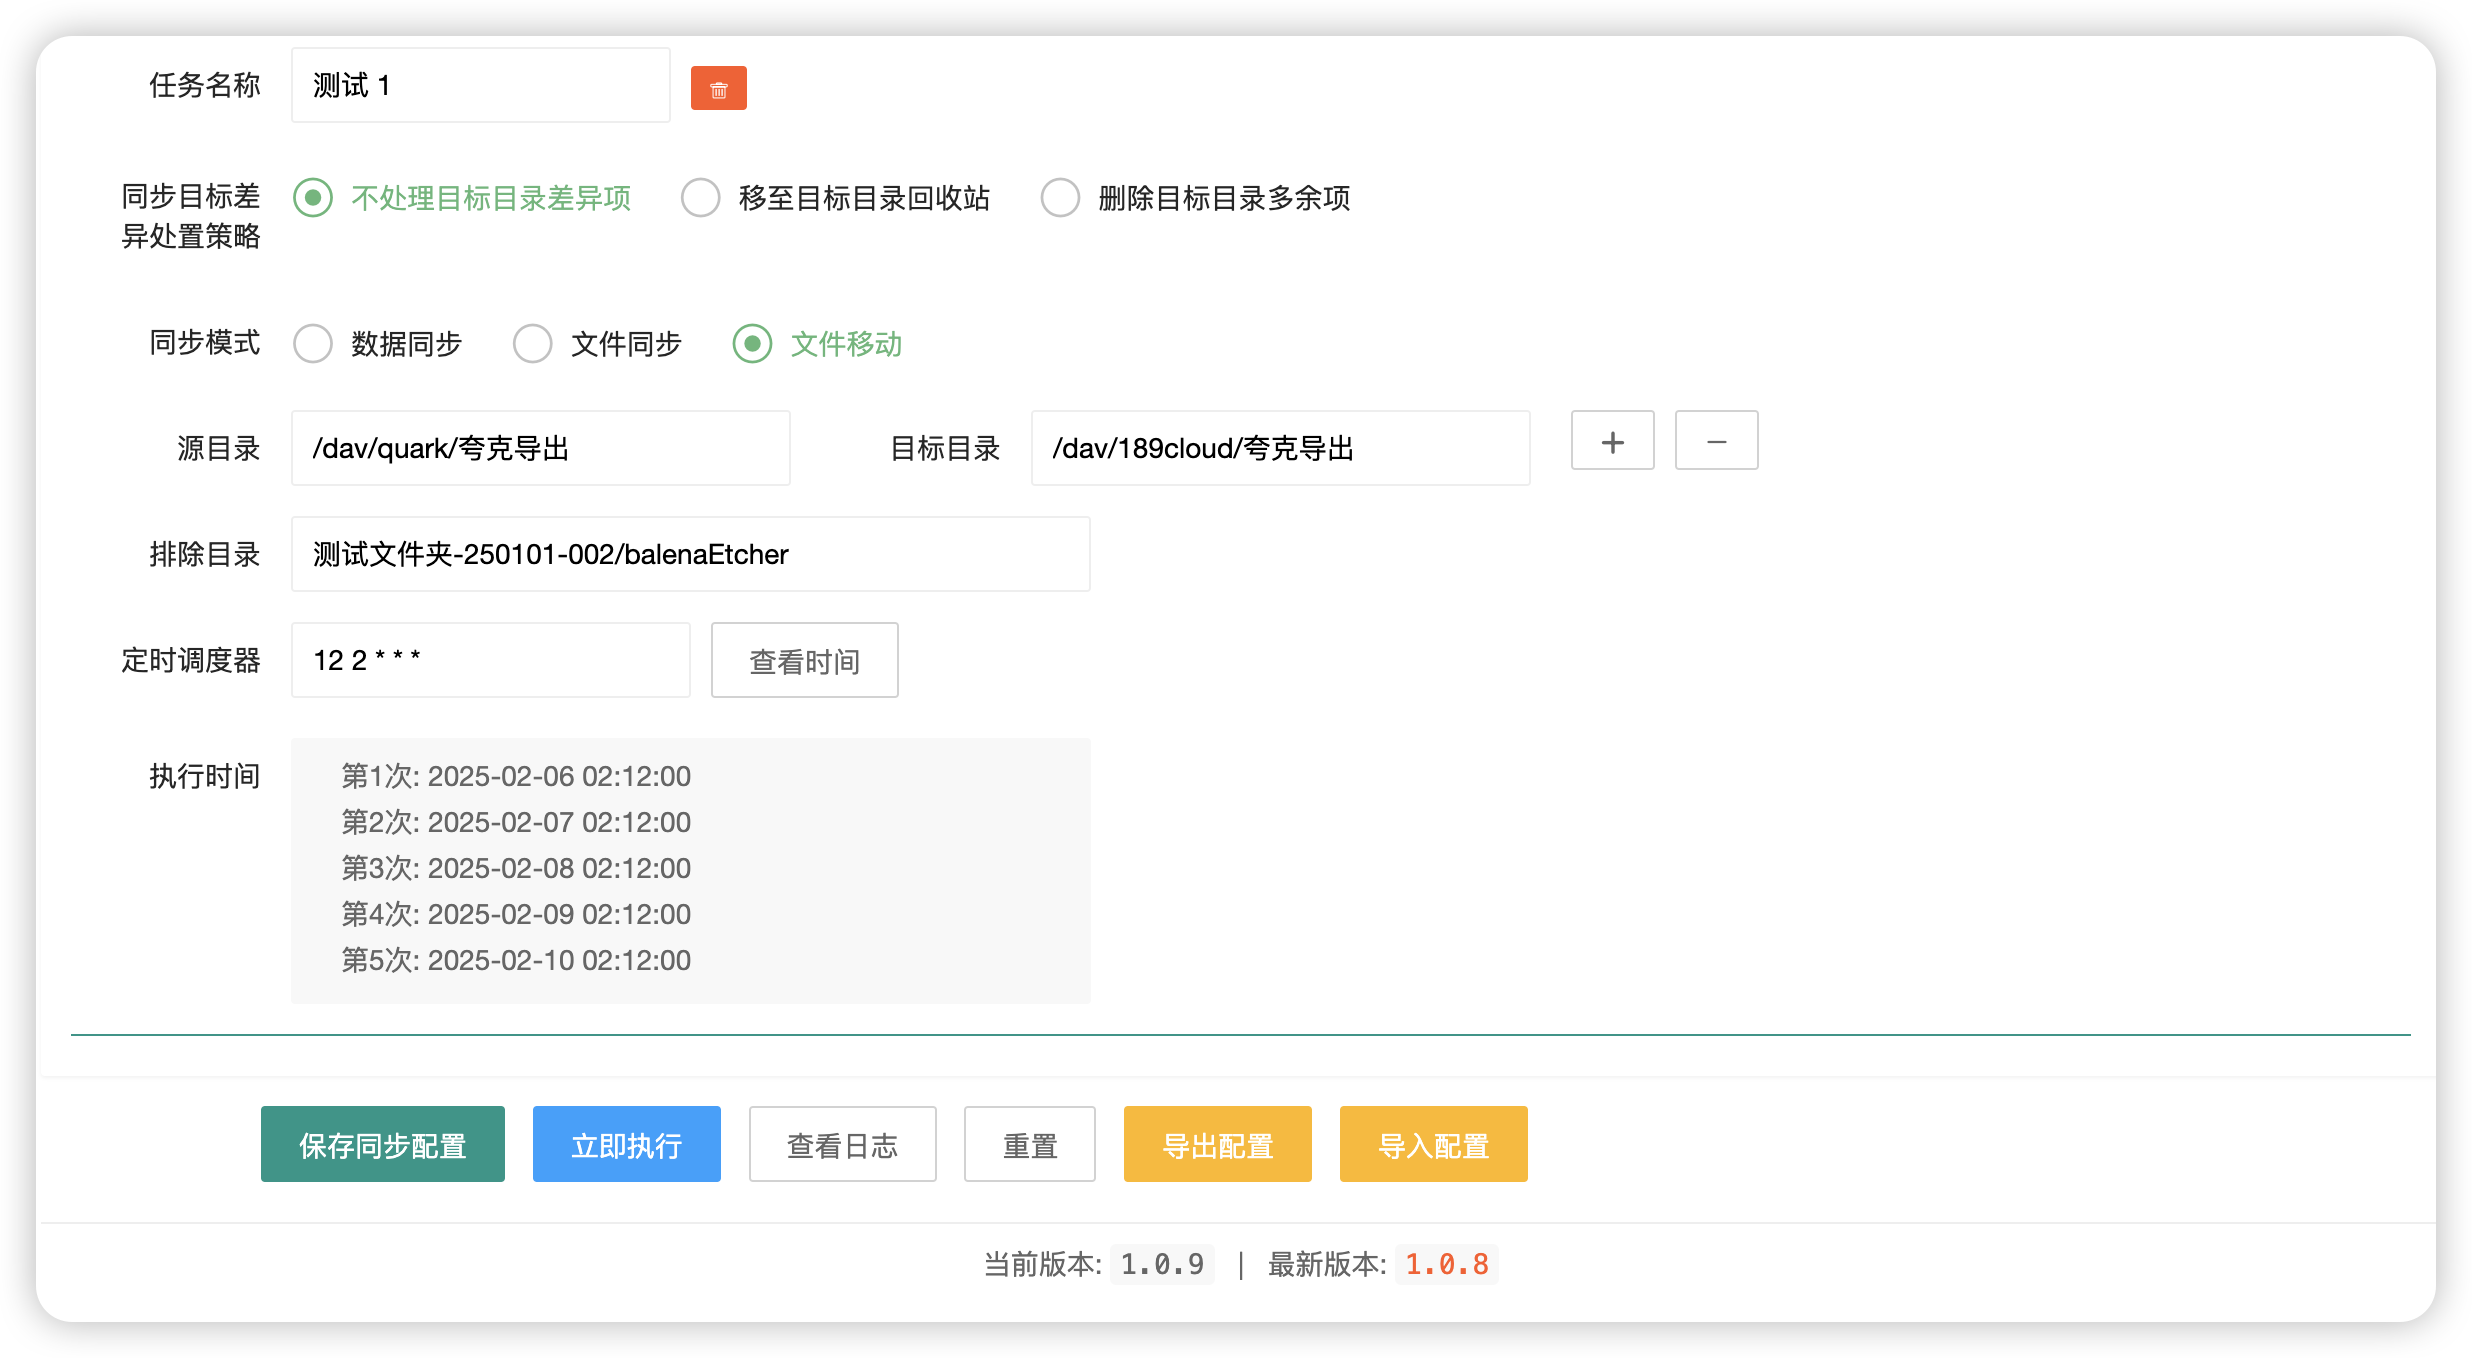 任务名称 测试 1
同步目标差异处置策略 不处理目标目录差异项 移至目标目录回收站 删除目标目录多余项
同步模式 数据同步 文件同步 文件移动
源目录 /dav/quark/夸克导出 目标目录 /dav/189cloud/夸克导出 + −
排除目录 测试文件夹-250101-002/balenaEtcher
定时调度器 12 2 * * * 查看时间
执行时间 第1次: 2025-02-06 02:12:00
第2次: 2025-02-07 02:12:00
第3次: 2025-02-08 02:12:00
第4次: 2025-02-09 02:12:00
第5次: 2025-02-10 02:12:00
保存同步配置 立即执行 查看日志 重置 导出配置 导入配置
当前版本: 1.0.9 | 最新版本: 1.0.8